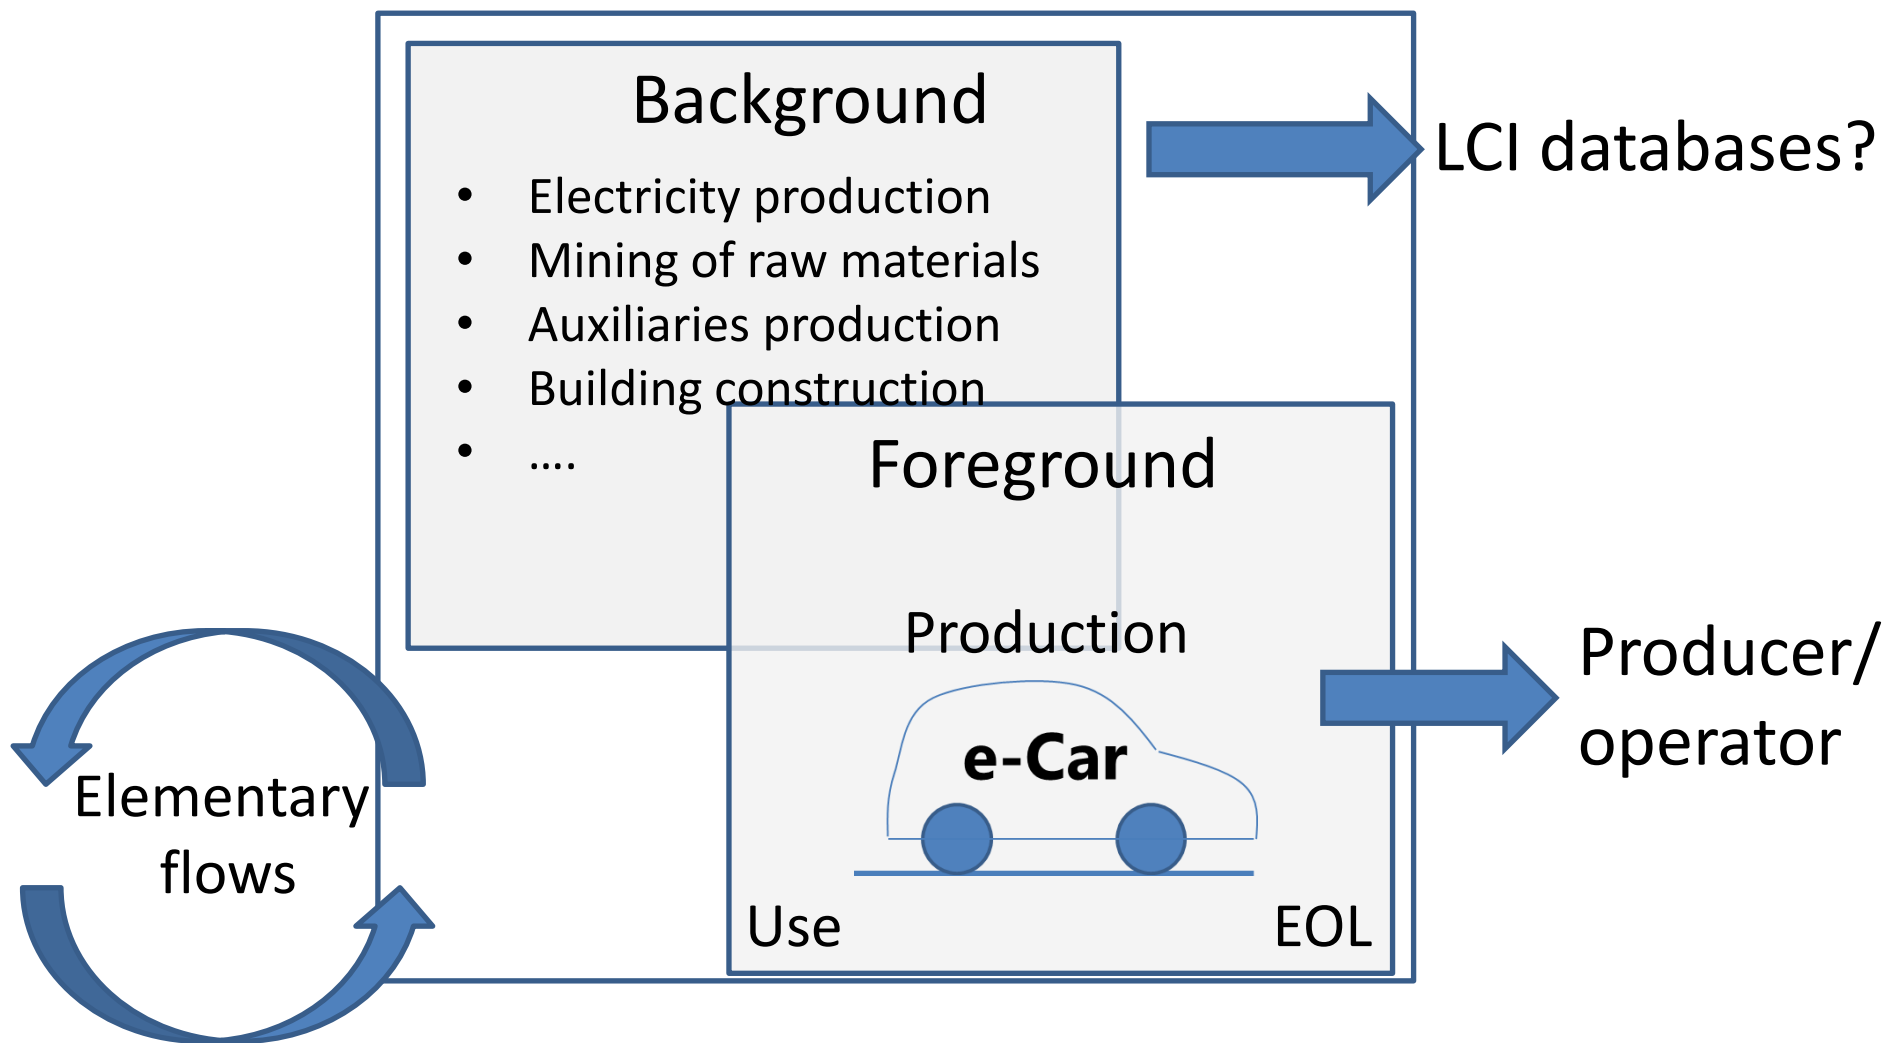 Background
• Electricity production
• Mining of raw materials
• Auxiliaries production
• Building construction
• ....
LCI databases?
Foreground
Production
e-Car
Use
EOL
Producer/
operator
Elementary
flows